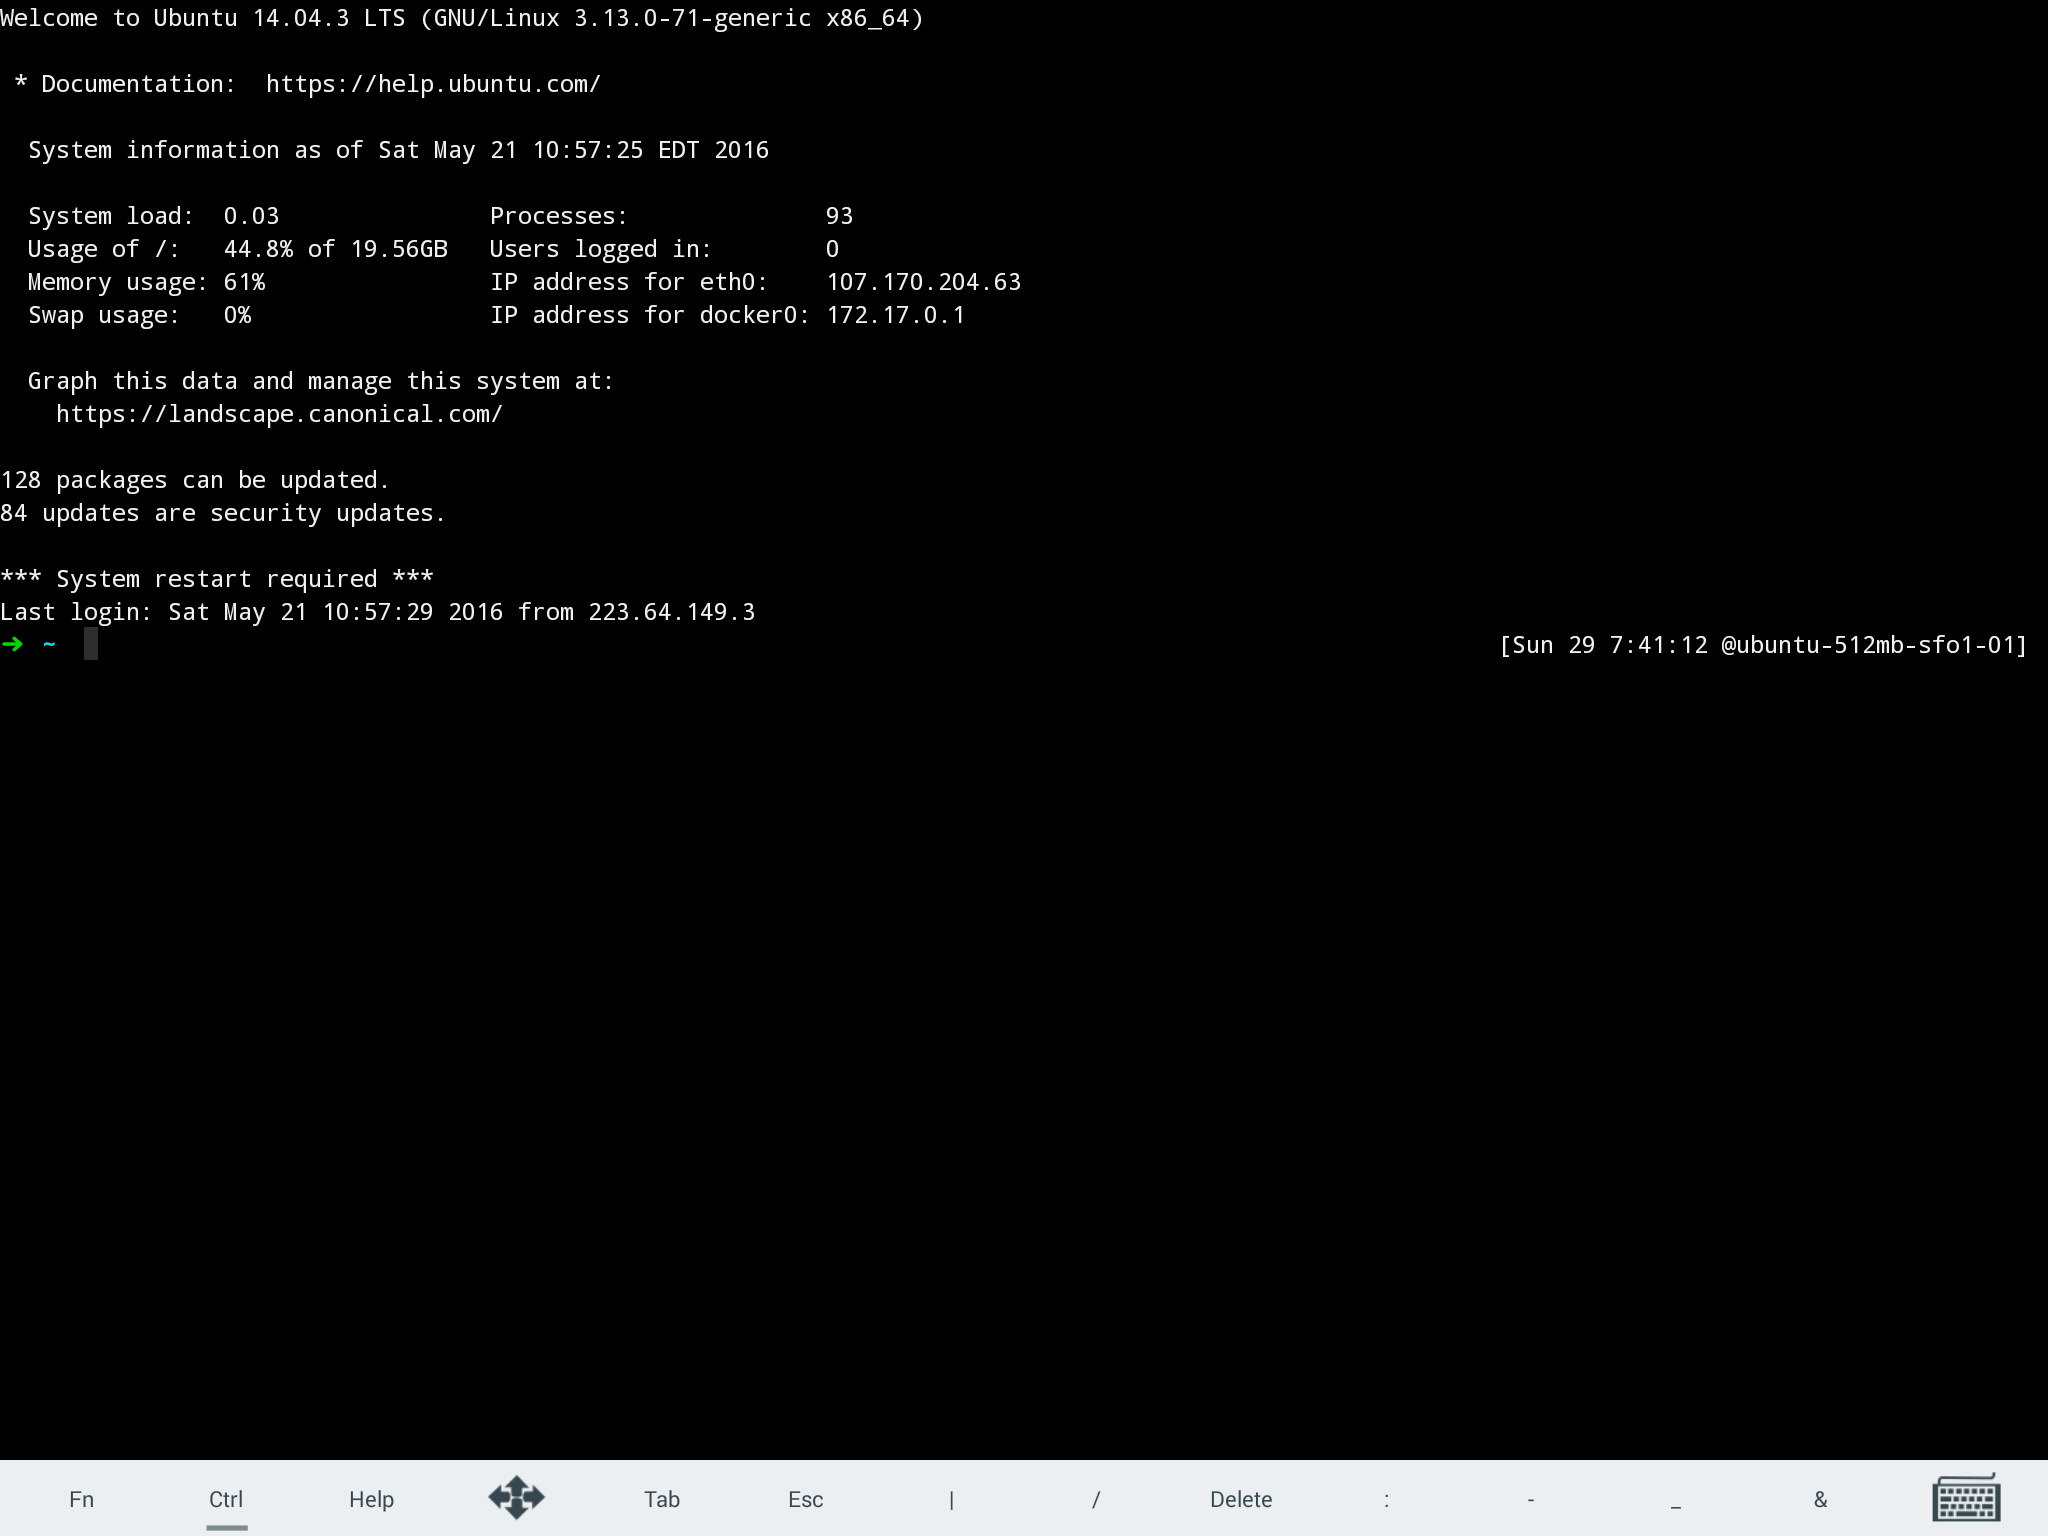 Welcome to Ubuntu 14.04.3 LTS (GNU/Linux 3.13.0-71-generic x86_64)
* Documentation:  https://help.ubuntu.com/
System information as of Sat May 21 10:57:25 EDT 2016
System load:  0.03               Processes:              93
Usage of /:   44.8% of 19.56GB   Users logged in:        0
Memory usage: 61%                IP address for eth0:    107.170.204.63
Swap usage:   0%                 IP address for docker0: 172.17.0.1
Graph this data and manage this system at:
https://landscape.canonical.com/
128 packages can be updated.
84 updates are security updates.
*** System restart required ***
Last login: Sat May 21 10:57:29 2016 from 223.64.149.3
➜  ~ [Sun 29 7:41:12 @ubuntu-512mb-sfo1-01]
Fn Ctrl Help Tab Esc | / Delete : - _ &